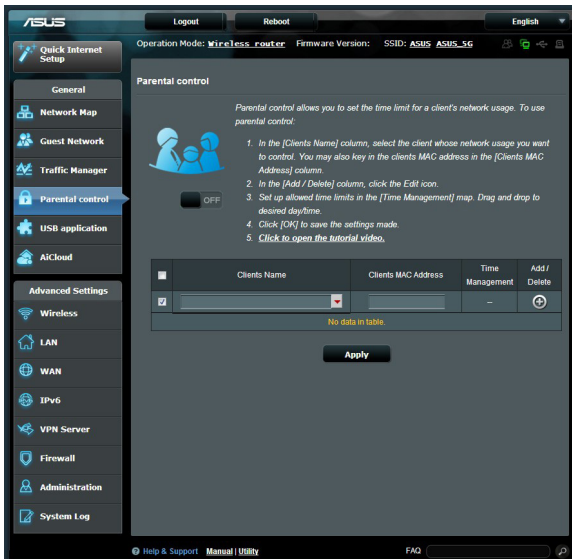 ASUS
Logout
Reboot
English
Quick Internet
Setup
Operation Mode: Wireless router Firmware Version: SSID: ASUS ASUS_5G
General
Network Map
Guest Network
Traffic Manager
Parental control
USB application
AiCloud
Advanced Settings
Wireless
LAN
WAN
IPv6
VPN Server
Firewall
Administration
System Log
Parental control
Parental control allows you to set the time limit for a client's network usage. To use
parental control:
1. In the [Clients Name] column, select the client whose network usage you want
to control. You may also key in the clients MAC address in the [Clients MAC
Address] column.
2. In the [Add / Delete] column, click the Edit icon.
3. Set up allowed time limits in the [Time Management] map. Drag and drop to
desired day/time.
4. Click [OK] to save the settings made.
5. Click to open the tutorial video.
OFF
Clients Name
Clients MAC Address
Time
Management
Add /
Delete
--
No data in table.
Apply
Help & Support Manual | Utility
FAQ